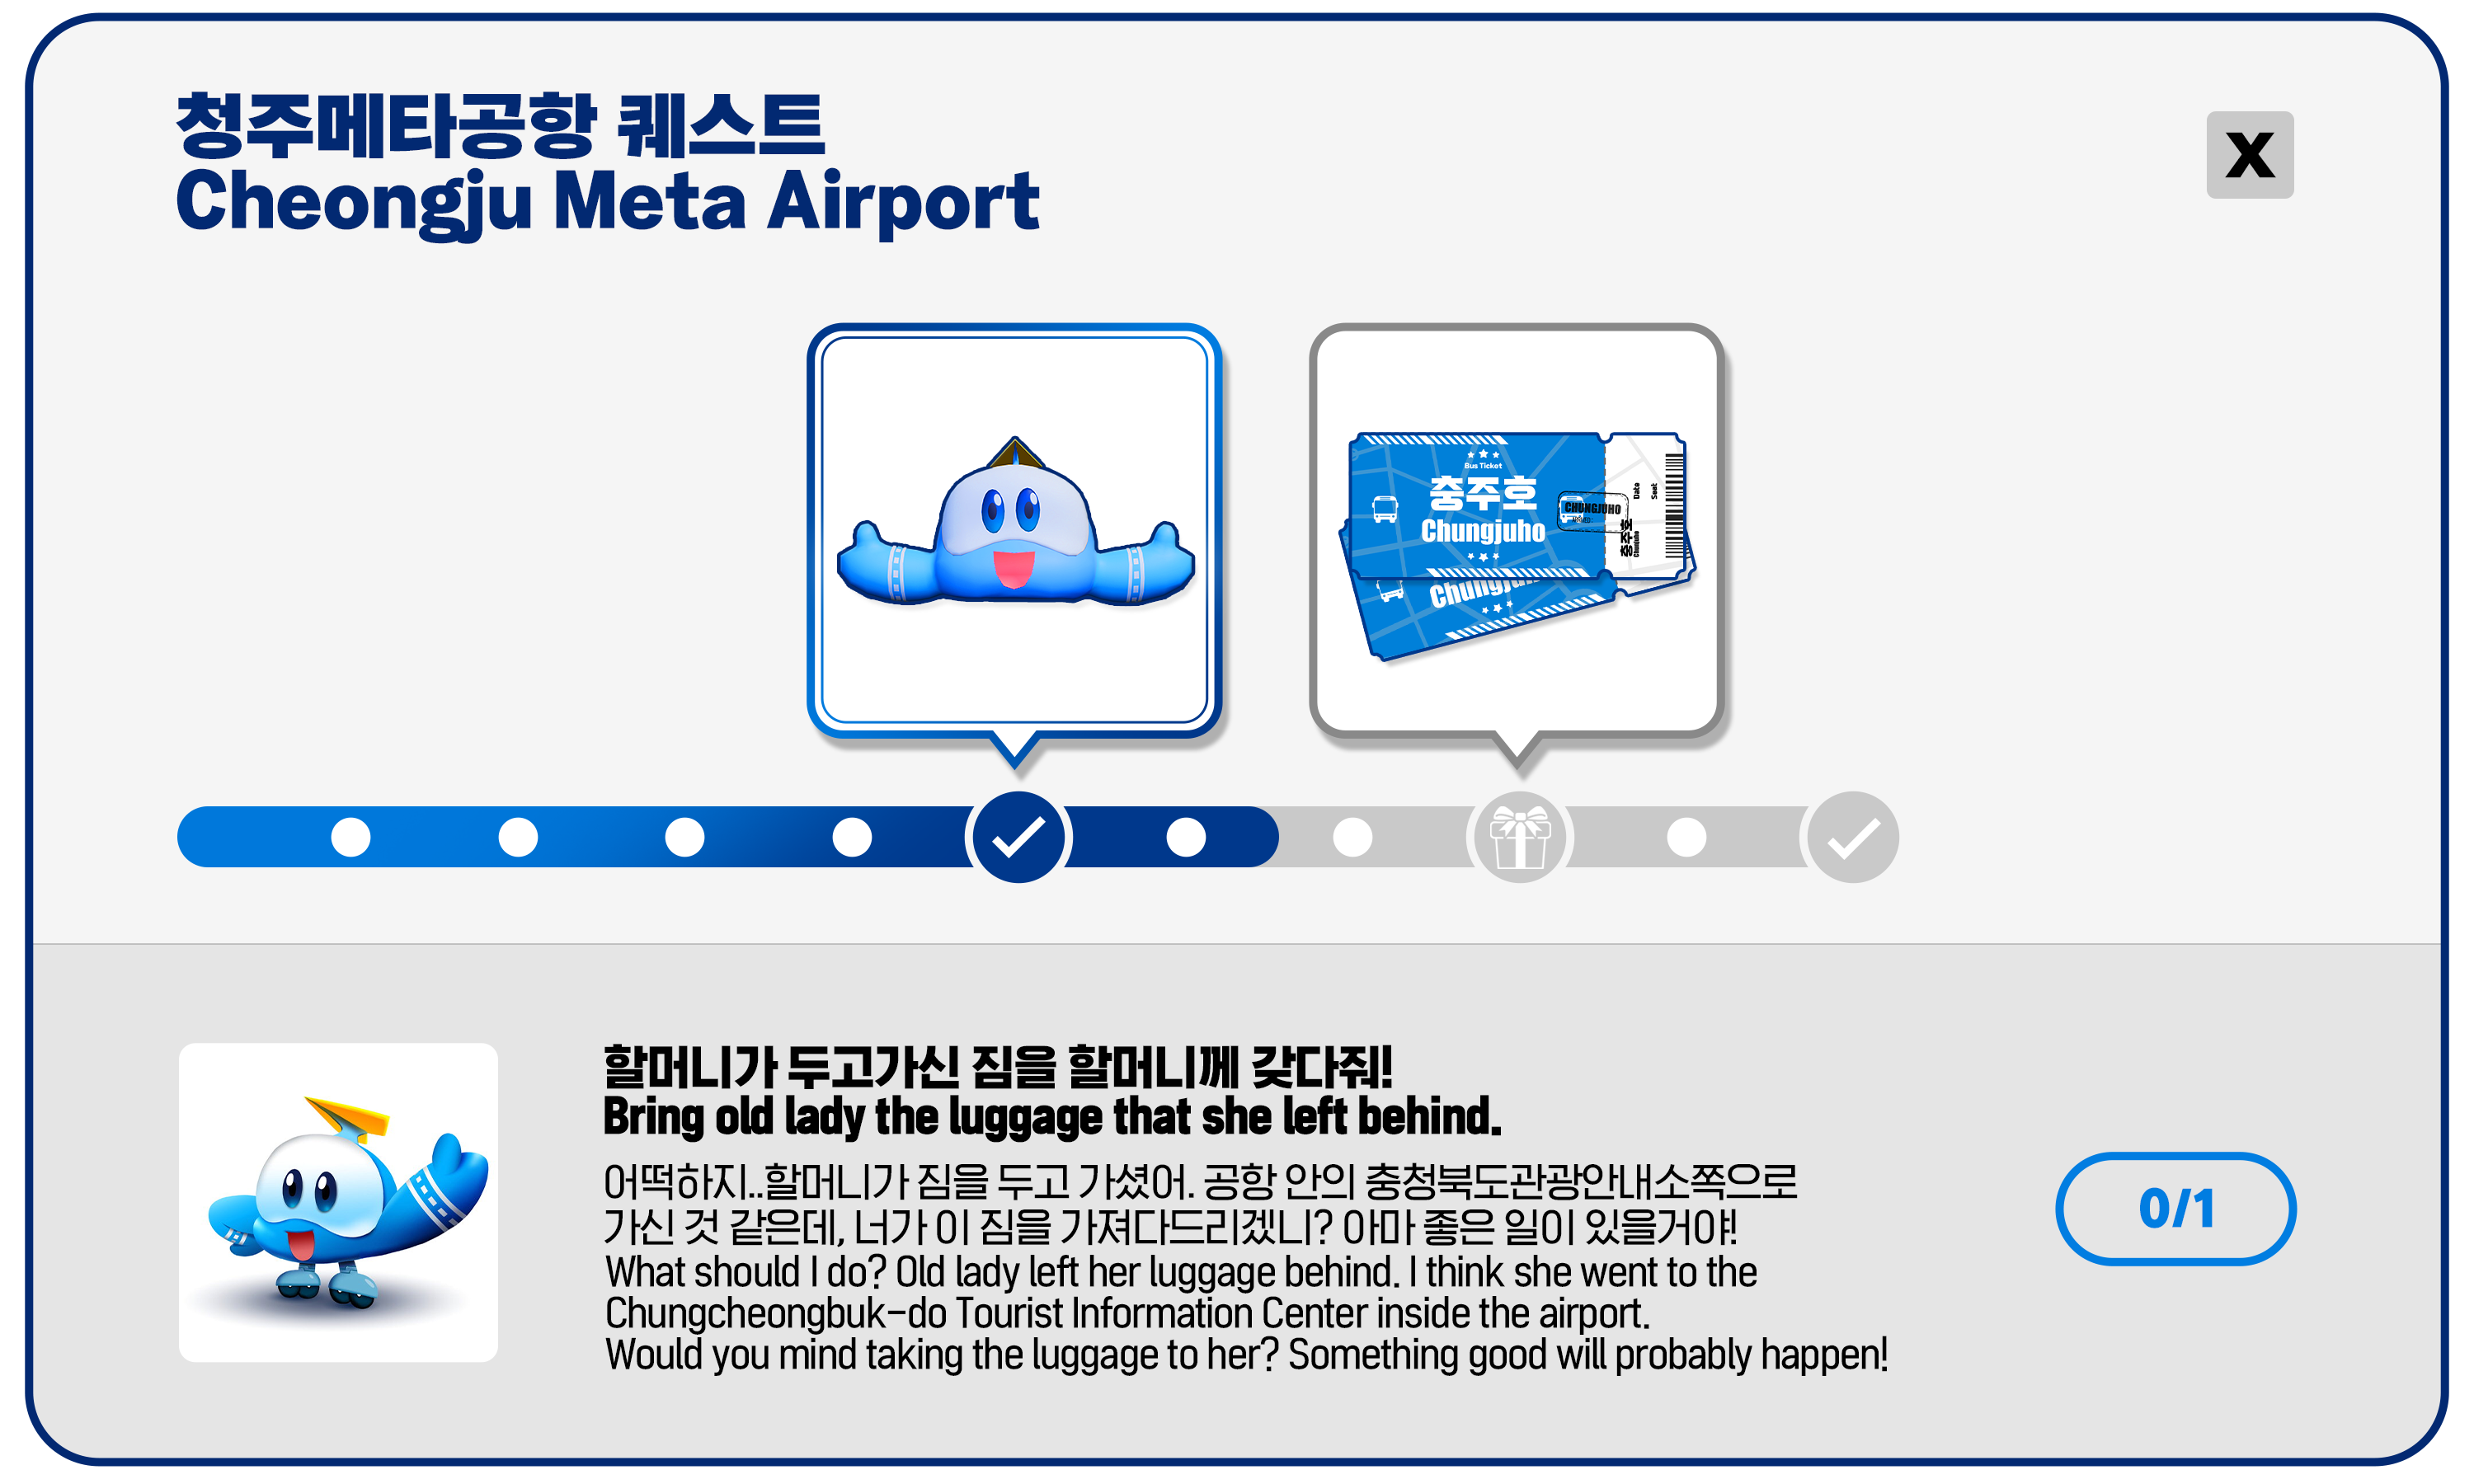 청주메타공항 퀘스트
Cheongju Meta Airport
X
Bus Ticket
충주호
Chungjuho
CHUNGJUHO
Date
Seat
충주호
Chungjuho
할머니가 두고가신 짐을 할머니께 갖다줘!
Bring old lady the luggage that she left behind.
어떡하지..할머니가 짐을 두고 가셨어. 공항 안의 충청북도관광안내소쪽으로
가신 것 같은데, 너가 이 짐을 가져다드리겠니? 아마 좋은 일이 있을거야!
What should I do? Old lady left her luggage behind. I think she went to the
Chungcheongbuk-do Tourist Information Center inside the airport.
Would you mind taking the luggage to her? Something good will probably happen!
0/1